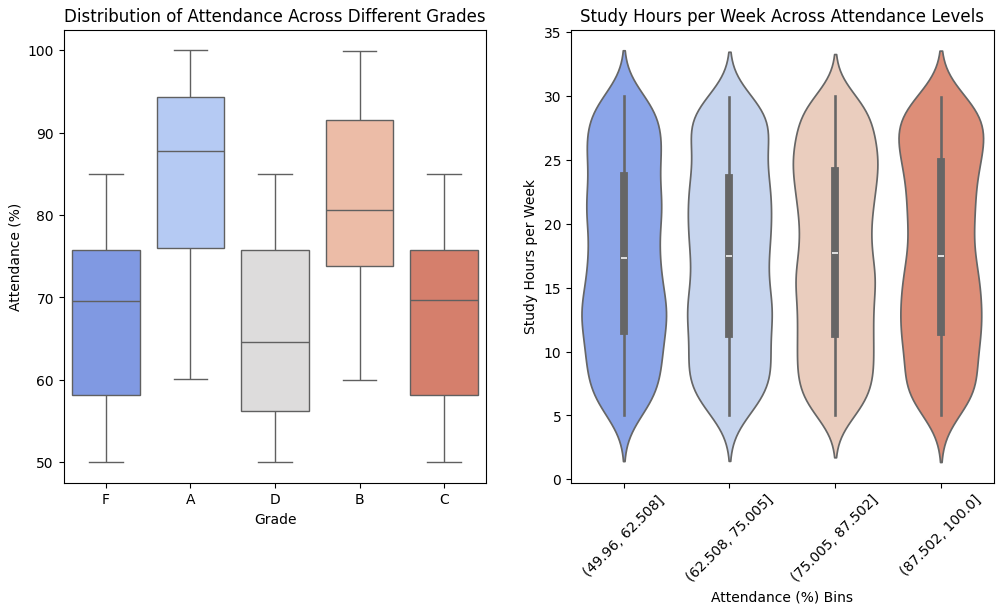 Distribution of Attendance Across Different Grades
Attendance (%)
100
90
80
70
60
50
F A D B C
Grade
Study Hours per Week Across Attendance Levels
Study Hours per Week
35
30
25
20
15
10
5
0
(49.96, 62.508]
(62.508, 75.005]
(75.005, 87.502]
(87.502, 100.0]
Attendance (%) Bins